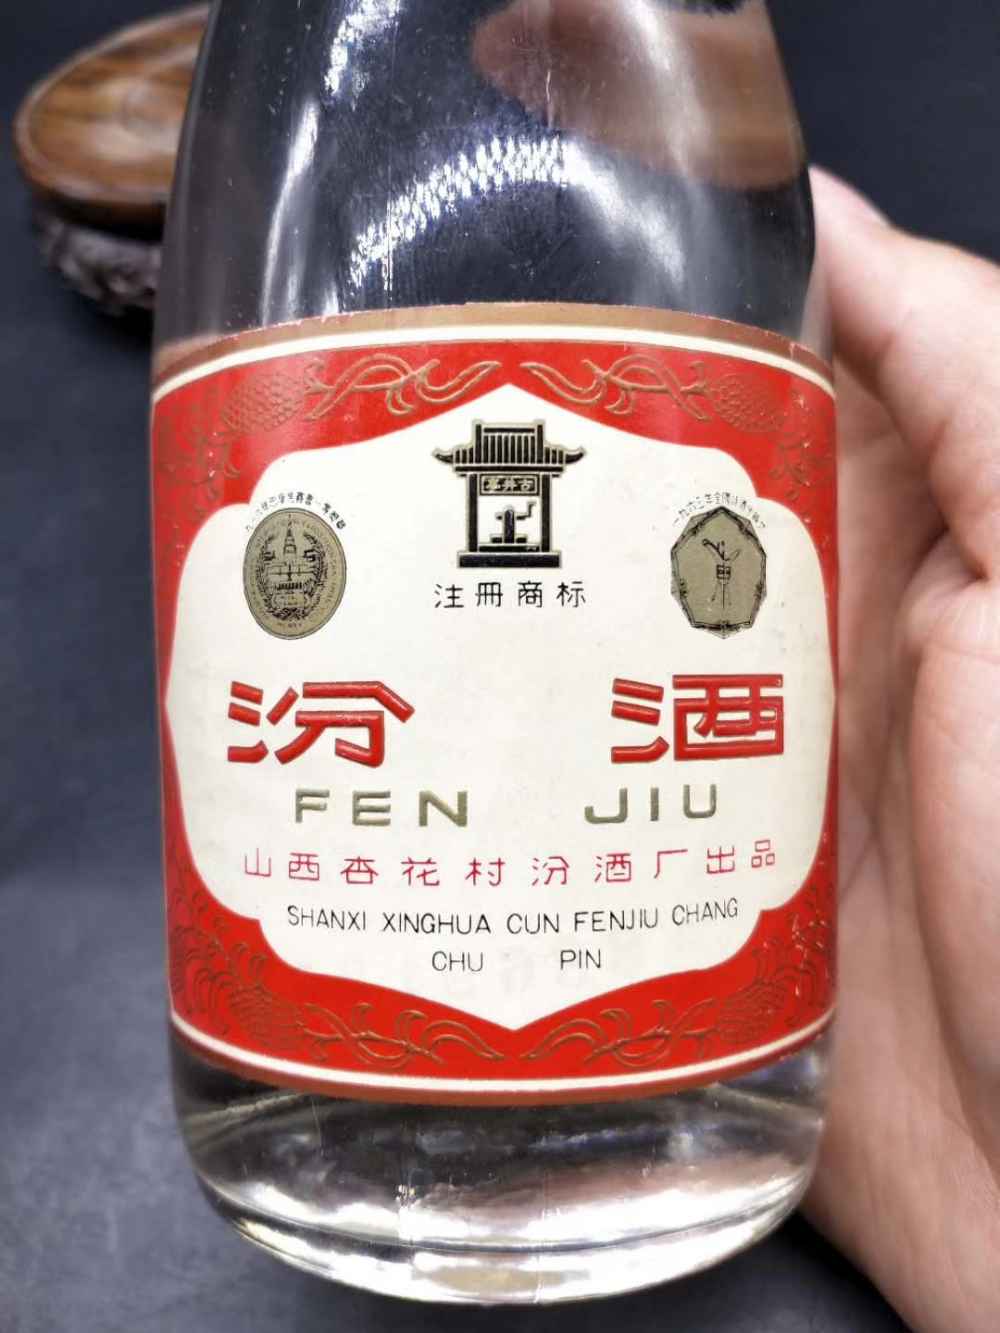 古井亭
注册商标
汾酒
FEN JIU
山西杏花村汾酒厂出品
SHANXI XINGHUA CUN FENJIU CHANG
CHU PIN